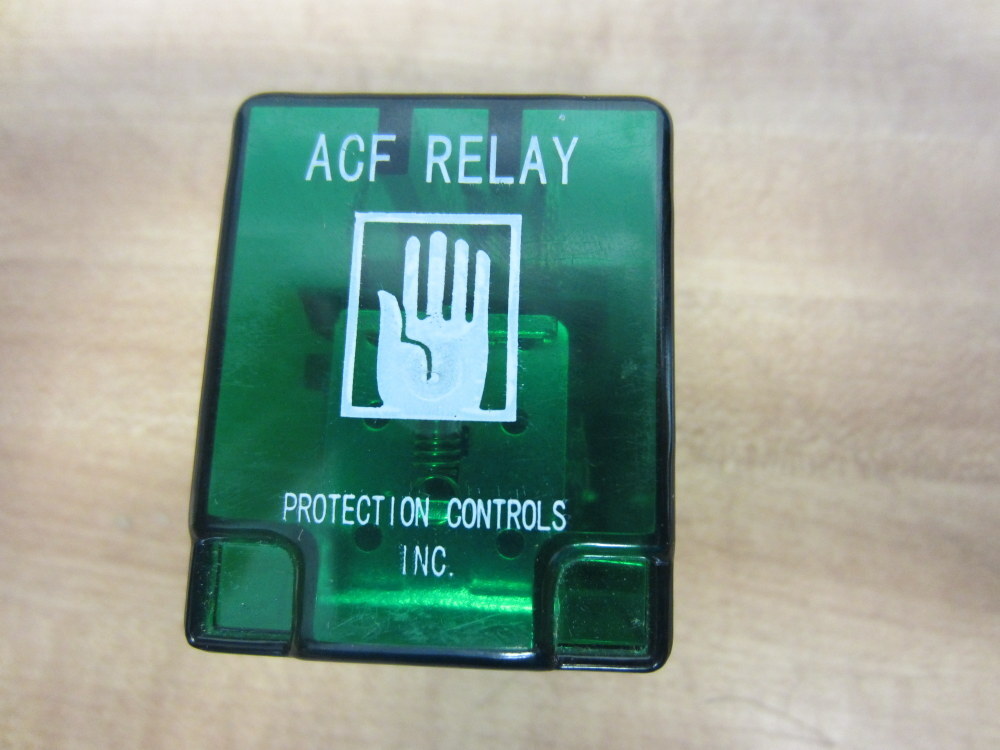 ACF RELAY
PROTECTION CONTROLS
INC.